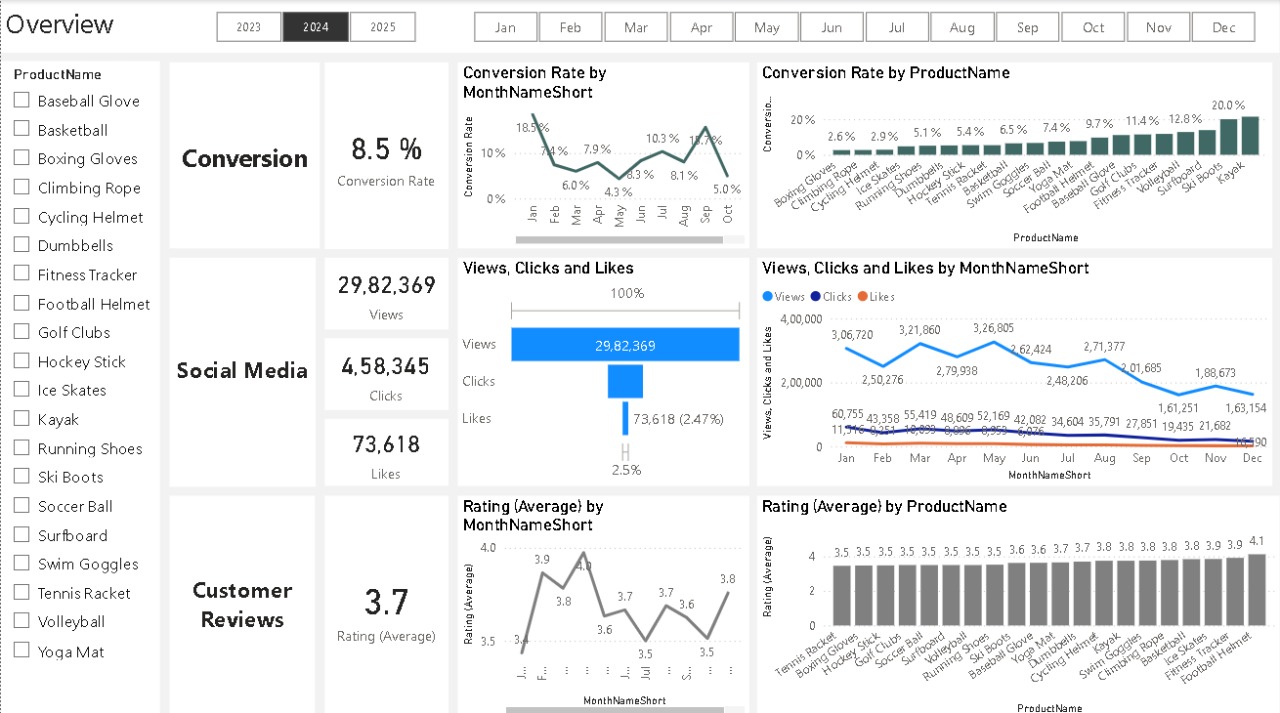 Overview
2023 2024 2025
Jan Feb Mar Apr May Jun Jul Aug Sep Oct Nov Dec
ProductName
Baseball Glove
Basketball
Boxing Gloves
Climbing Rope
Cycling Helmet
Dumbbells
Fitness Tracker
Football Helmet
Golf Clubs
Hockey Stick
Ice Skates
Kayak
Running Shoes
Ski Boots
Soccer Ball
Surfboard
Swim Goggles
Tennis Racket
Volleyball
Yoga Mat
Conversion
8.5 %
Conversion Rate
Conversion Rate by
MonthNameShort
Conversion Rate
10 %
0 %
18.5 %
7.4 %
6.0 %
7.9 %
4.3 %
8.3 %
10.3 %
8.1 %
15.7 %
5.0 %
Jan Feb Mar Apr May Jun Jul Aug Sep Oct
Conversion Rate by ProductName
Conversio...
20 %
0 %
2.6 % 2.9 % 5.1 % 5.4 % 6.5 % 7.4 % 9.7 % 11.4 % 12.8 % 20.0 %
Boxing Gloves
Climbing Rope
Cycling Helmet
Ice Skates
Running Shoes
Dumbbells
Hockey Stick
Tennis Racket
Basketball
Swim Goggles
Soccer Ball
Yoga Mat
Football Helmet
Baseball Glove
Golf Clubs
Fitness Tracker
Volleyball
Surfboard
Ski Boots
Kayak
ProductName
Social Media
29,82,369
Views
4,58,345
Clicks
73,618
Likes
Views, Clicks and Likes
100%
Views 29,82,369
Clicks
Likes 73,618 (2.47%)
2.5%
Views, Clicks and Likes by MonthNameShort
Views Clicks Likes
Views, Clicks and Likes
4,00,000
2,00,000
0
3,06,720 2,50,276 3,21,860 2,79,938 3,26,805 2,62,424 2,48,206 2,71,377 2,01,685 1,61,251 1,88,673 1,63,154
60,755 43,358 55,419 48,609 52,169 42,082 34,604 35,791 27,851 19,435 21,682
Jan Feb Mar Apr May Jun Jul Aug Sep Oct Nov Dec
MonthNameShort
Customer
Reviews
3.7
Rating (Average)
Rating (Average) by
MonthNameShort
Rating (Average)
4.0
3.5
3.4
3.9
3.8
4.0
3.6
3.7
3.5
3.7
3.6
3.5
3.8
J... F... J... Jul S...
MonthNameShort
Rating (Average) by ProductName
Rating (Average)
4
2
0
3.5 3.5 3.5 3.5 3.5 3.5 3.5 3.5 3.6 3.6 3.7 3.7 3.8 3.8 3.8 3.8 3.8 3.9 3.9 4.1
Tennis Racket
Boxing Gloves
Hockey Stick
Golf Clubs
Soccer Ball
Surfboard
Volleyball
Running Shoes
Ski Boots
Baseball Glove
Yoga Mat
Dumbbells
Cycling Helmet
Kayak
Swim Goggles
Climbing Rope
Basketball
Ice Skates
Fitness Tracker
Football Helmet
ProductName